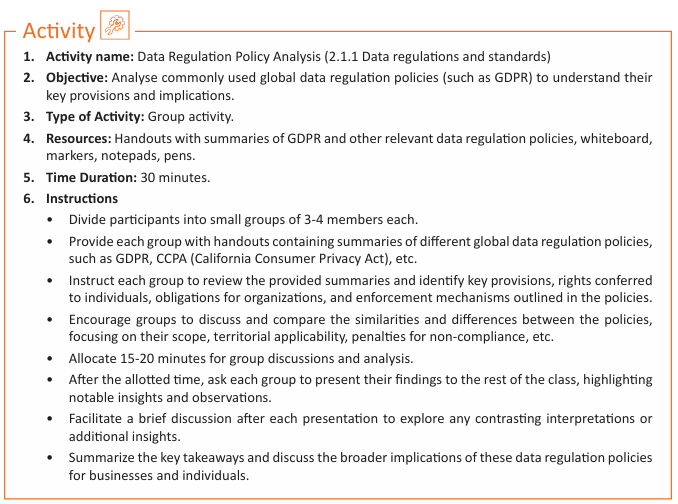 Activity
1. Activity name: Data Regulation Policy Analysis (2.1.1 Data regulations and standards)
2. Objective: Analyse commonly used global data regulation policies (such as GDPR) to understand their
key provisions and implications.
3. Type of Activity: Group activity.
4. Resources: Handouts with summaries of GDPR and other relevant data regulation policies, whiteboard,
markers, notepads, pens.
5. Time Duration: 30 minutes.
6. Instructions
• Divide participants into small groups of 3-4 members each.
• Provide each group with handouts containing summaries of different global data regulation policies,
such as GDPR, CCPA (California Consumer Privacy Act), etc.
• Instruct each group to review the provided summaries and identify key provisions, rights conferred
to individuals, obligations for organizations, and enforcement mechanisms outlined in the policies.
• Encourage groups to discuss and compare the similarities and differences between the policies,
focusing on their scope, territorial applicability, penalties for non-compliance, etc.
• Allocate 15-20 minutes for group discussions and analysis.
• After the allotted time, ask each group to present their findings to the rest of the class, highlighting
notable insights and observations.
• Facilitate a brief discussion after each presentation to explore any contrasting interpretations or
additional insights.
• Summarize the key takeaways and discuss the broader implications of these data regulation policies
for businesses and individuals.